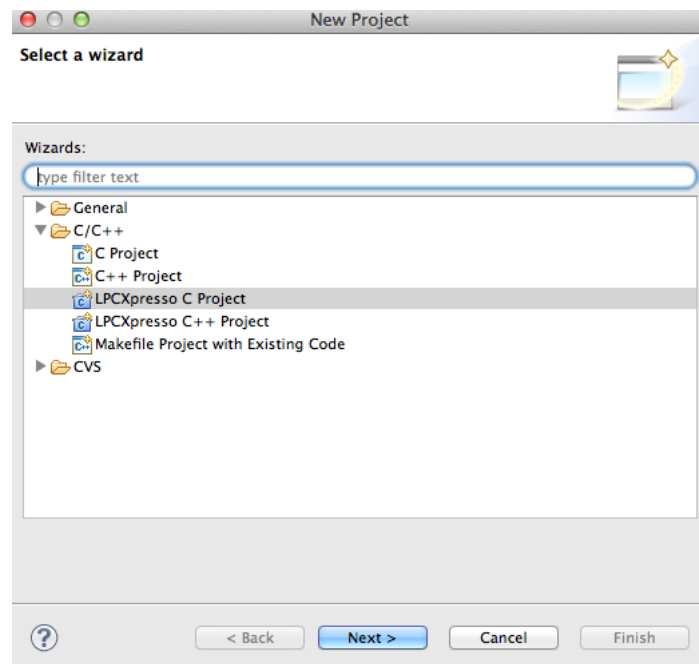 New Project
Select a wizard
Wizards:
type filter text
General
C/C++
C Project
C++ Project
LPCXpresso C Project
LPCXpresso C++ Project
Makefile Project with Existing Code
CVS
? < Back Next > Cancel Finish